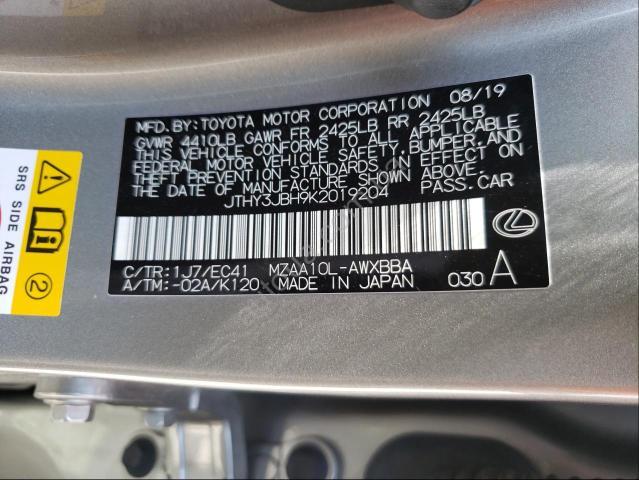 MFD. BY: TOYOTA MOTOR CORPORATION 08/19
GVWR 4410LB GAWR FR 2425LB RR 2425LB
THIS VEHICLE CONFORMS TO ALL APPLICABLE
FEDERAL MOTOR VEHICLE SAFETY, BUMPER, AND
THEFT PREVENTION STANDARDS IN EFFECT ON
THE DATE OF MANUFACTURE SHOWN ABOVE.
JTHY3JBH9K2019204 PASS. CAR
C/TR: 1J7/EC41 MZAA10L-AWXBBA
A/TM: -02A/K120 MADE IN JAPAN 030 A
SRS SIDE AIRBAG
2